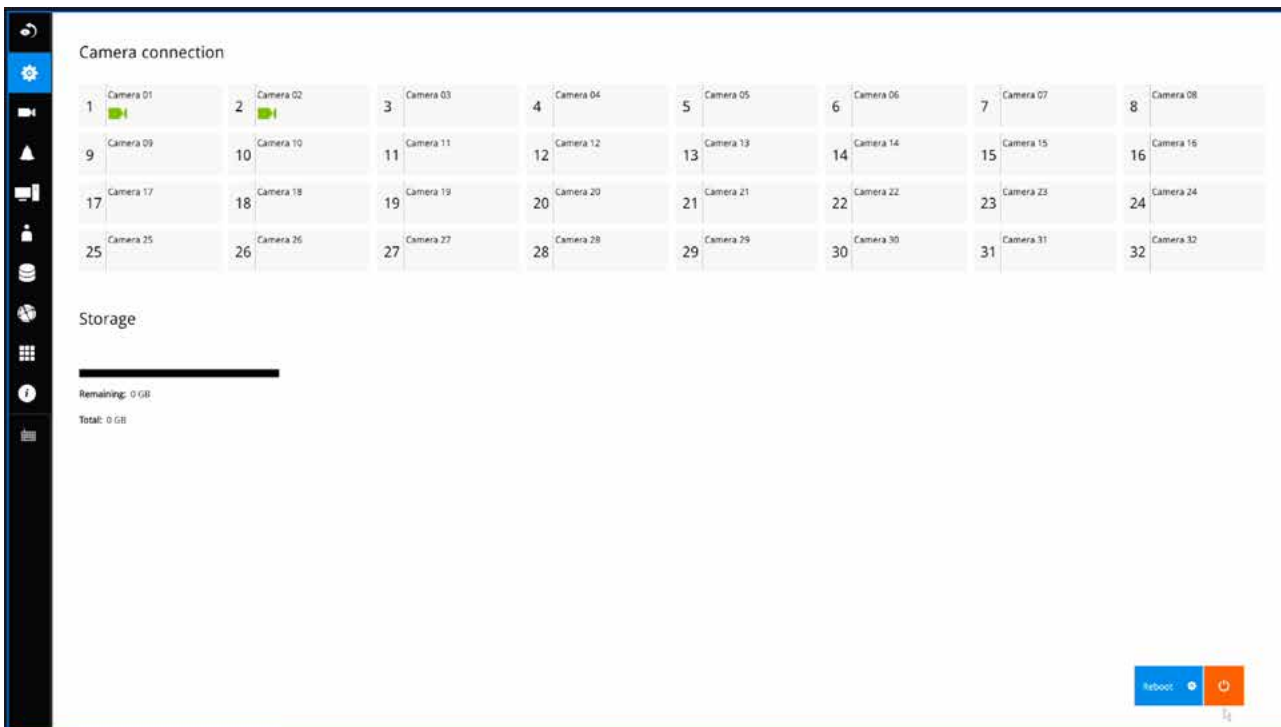 Camera connection
1 Camera 01 2 Camera 02 3 Camera 03 4 Camera 04 5 Camera 05 6 Camera 06 7 Camera 07 8 Camera 08
9 Camera 09 10 Camera 10 11 Camera 11 12 Camera 12 13 Camera 13 14 Camera 14 15 Camera 15 16 Camera 16
17 Camera 17 18 Camera 18 19 Camera 19 20 Camera 20 21 Camera 21 22 Camera 22 23 Camera 23 24 Camera 24
25 Camera 25 26 Camera 26 27 Camera 27 28 Camera 28 29 Camera 29 30 Camera 30 31 Camera 31 32 Camera 32
Storage
Remaining: 0 GB
Total: 0 GB
Reboot